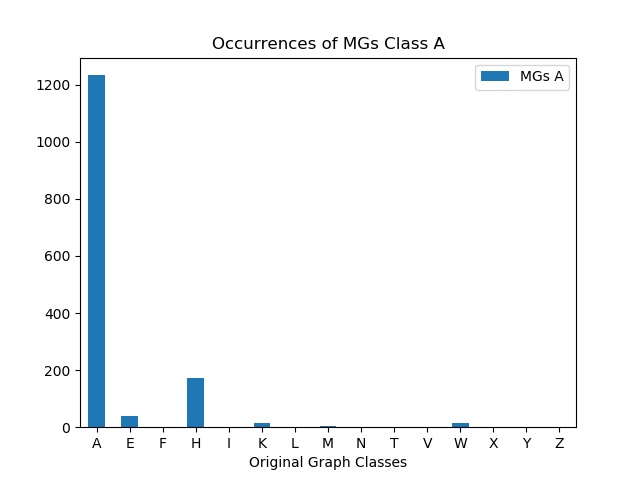 Occurrences of MGs Class A
MGs A
1200
1000
800
600
400
200
0
A E F H I K L M N T V W X Y Z
Original Graph Classes